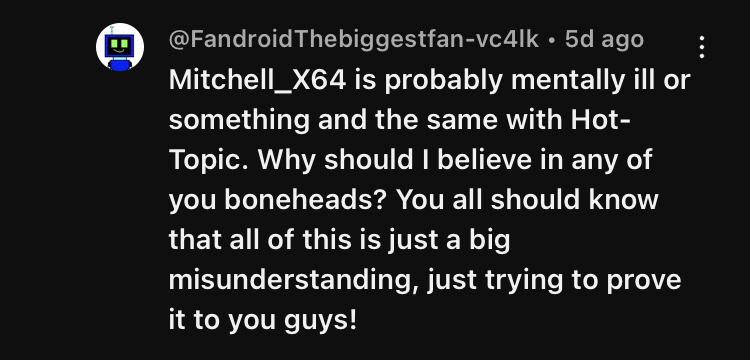 @FandroidThebiggestfan-vc4lk • 5d ago
Mitchell_X64 is probably mentally ill or
something and the same with Hot-
Topic. Why should I believe in any of
you boneheads? You all should know
that all of this is just a big
misunderstanding, just trying to prove
it to you guys!